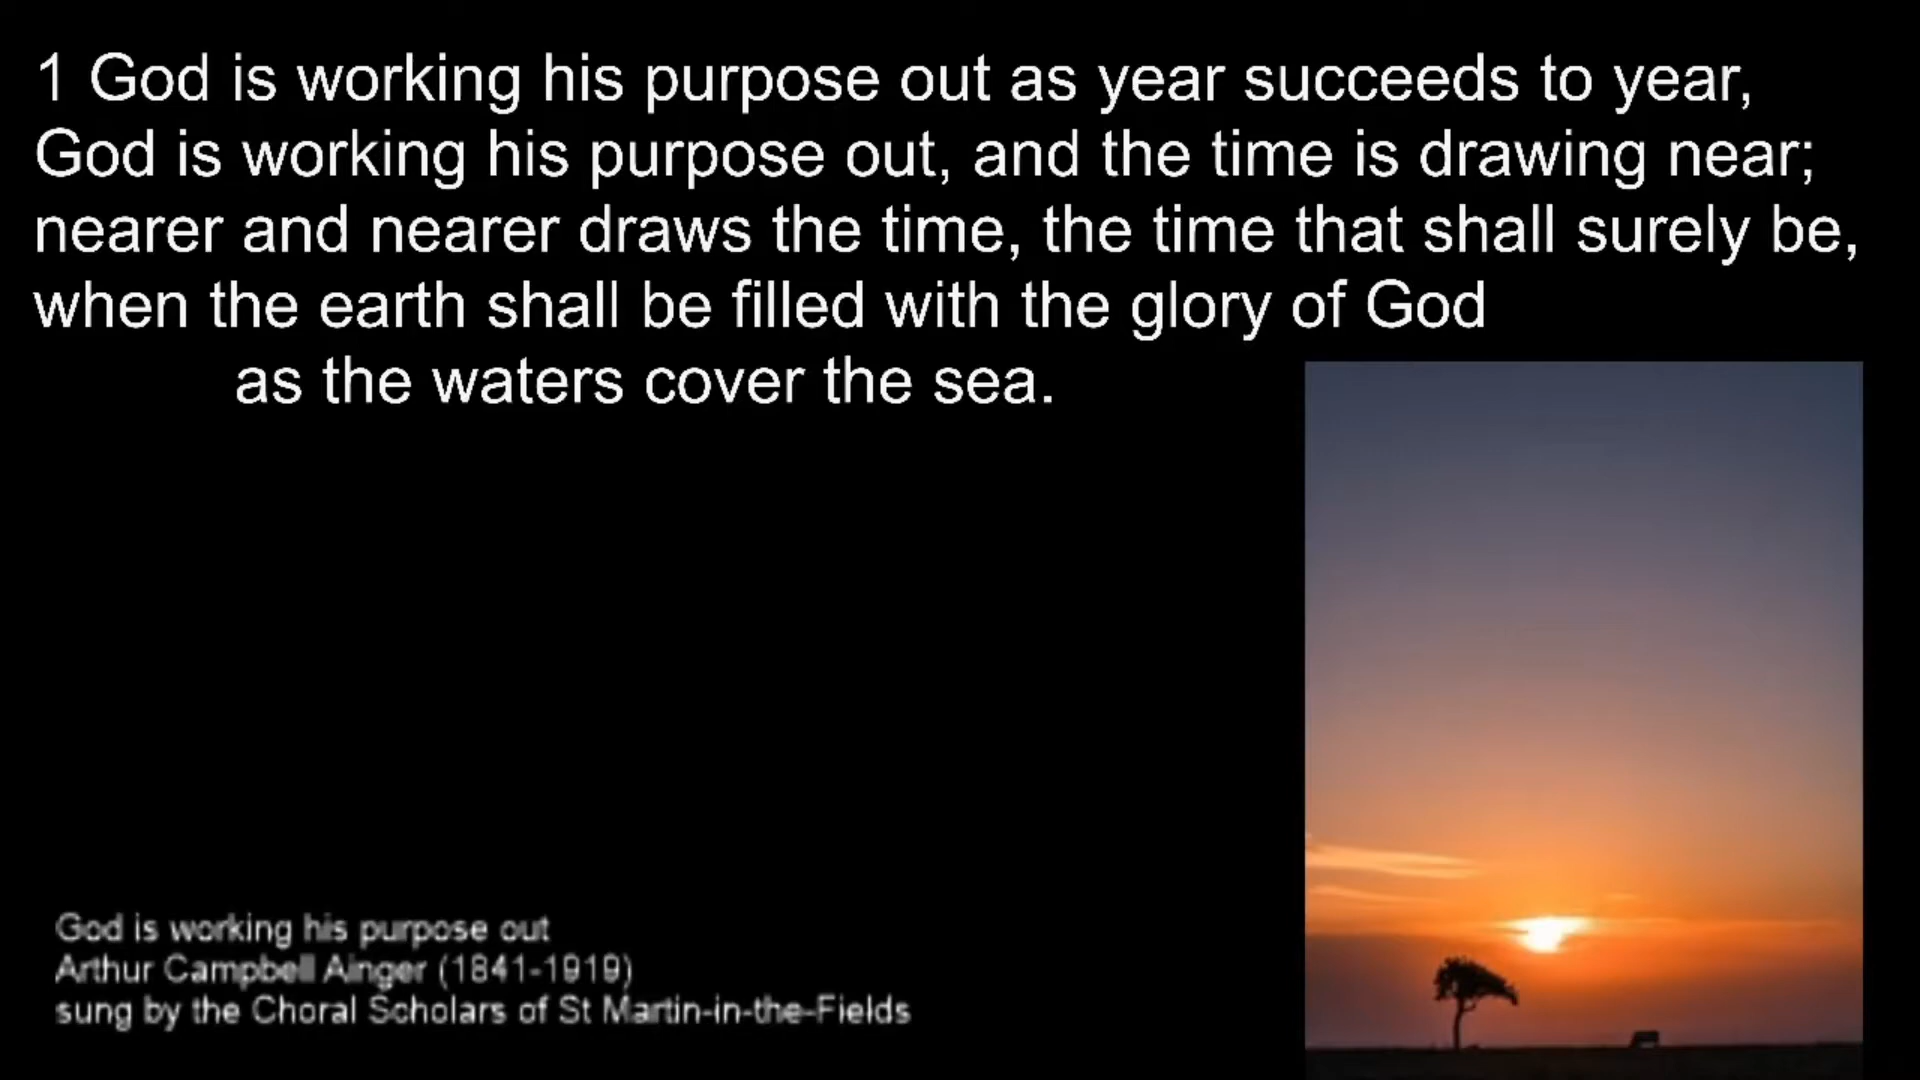 1 God is working his purpose out as year succeeds to year,
God is working his purpose out, and the time is drawing near;
nearer and nearer draws the time, the time that shall surely be,
when the earth shall be filled with the glory of God
as the waters cover the sea.
God is working his purpose out
Arthur Campbell Ainger (1841-1919)
sung by the Choral Scholars of St Martin-in-the-Fields